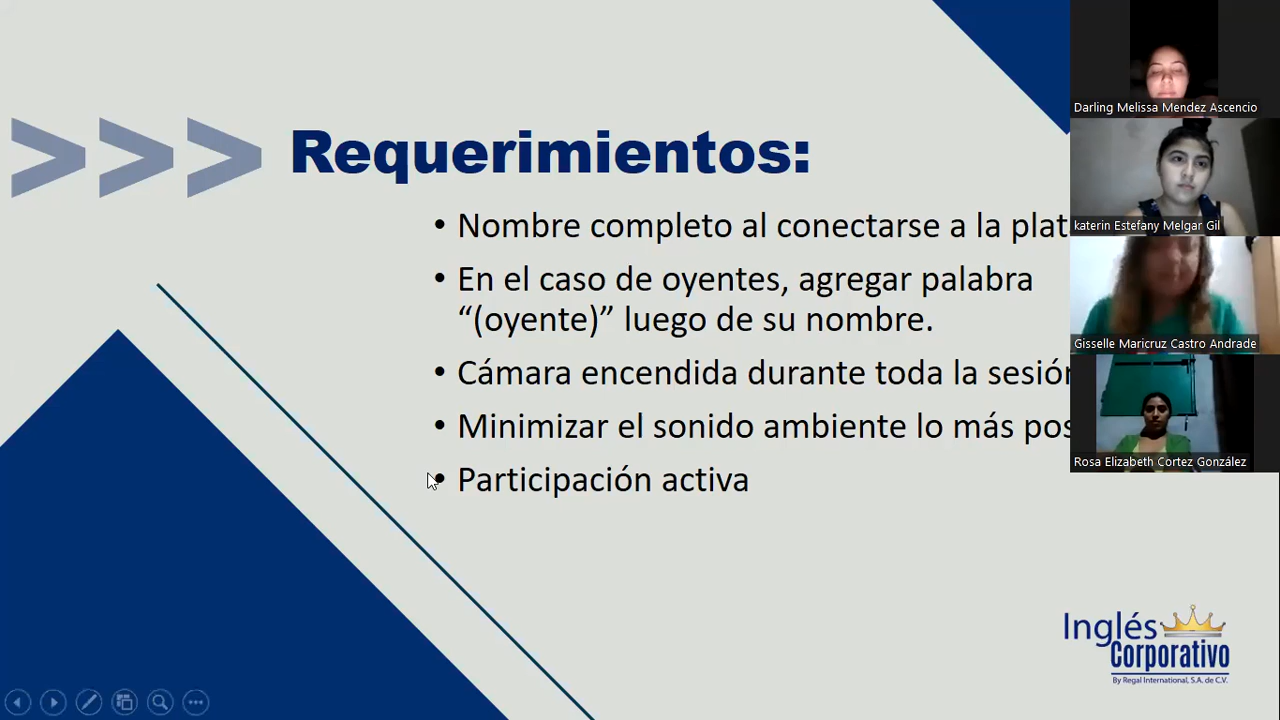 >>> Requerimientos:
• Nombre completo al conectarse a la plat
• En el caso de oyentes, agregar palabra
“(oyente)” luego de su nombre.
• Cámara encendida durante toda la sesión
• Minimizar el sonido ambiente lo más pos
• Participación activa
Darling Melissa Mendez Ascencio
katerin Estefany Melgar Gil
Gisselle Maricruz Castro Andrade
Rosa Elizabeth Cortez González
Inglés
Corporativo
By Regal International, S.A. de C.V.